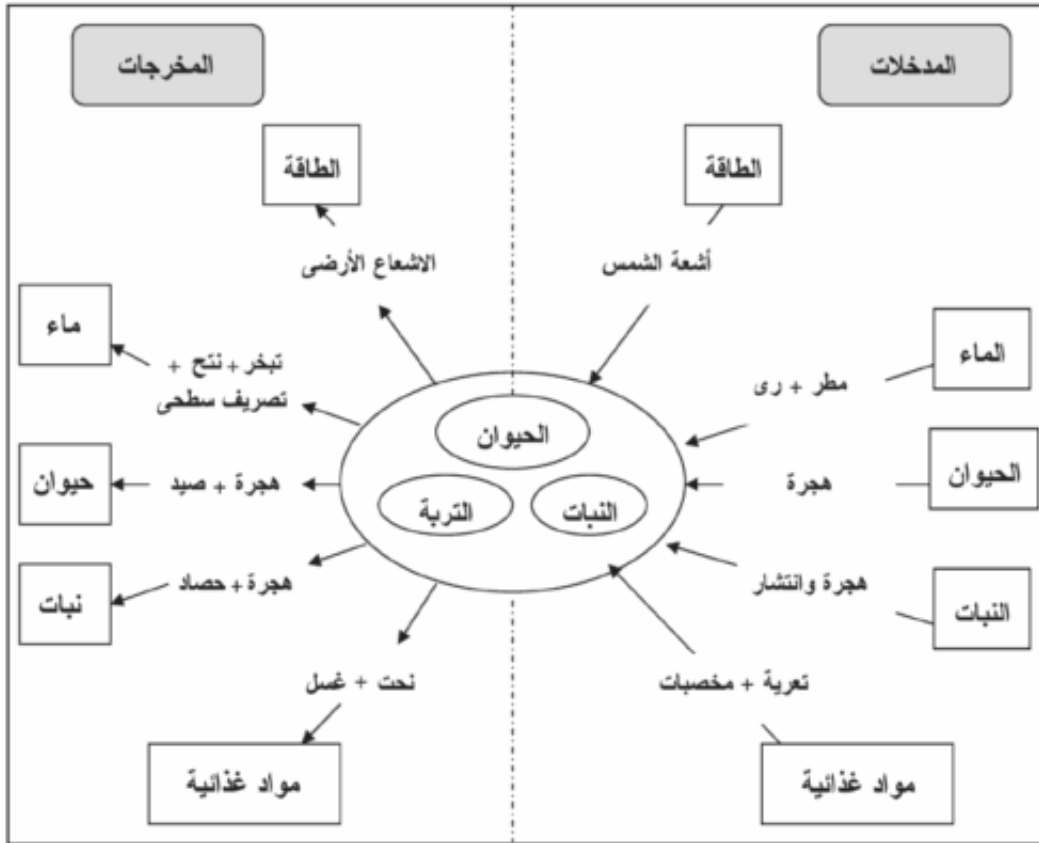 المدخلات
المخرجات
الطاقة
الطاقة
أشعة الشمس
الاشعاع الأرضى
الماء
ماء
مطر + رى
تبخر + نتح +
تصريف سطحى
الحيوان
الحيوان
هجرة
هجرة + صيد
حيوان
النبات
التربة
هجرة وانتشار
النبات
هجرة + حصاد
نبات
تعرية + مخصبات
نحت + غسل
مواد غذائية
مواد غذائية